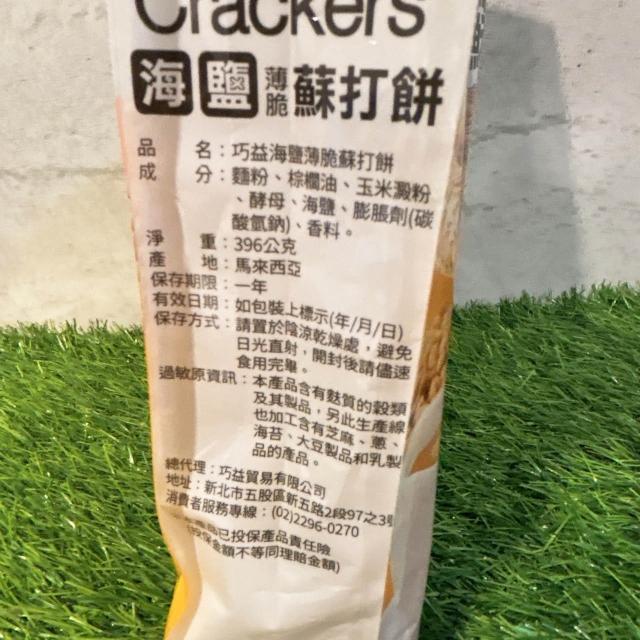 Crackers
海鹽薄脆蘇打餅
品名：巧益海鹽薄脆蘇打餅
成分：麵粉、棕櫚油、玉米澱粉
、酵母、海鹽、膨脹劑(碳
酸氫鈉)、香料。
淨重：396公克
產地：馬來西亞
保存期限：一年
有效日期：如包裝上標示(年/月/日)
保存方式：請置於陰涼乾燥處，避免
日光直射，開封後請儘速
食用完畢。
過敏原資訊：本產品含有麩質的穀類
及其製品，另此生產線
也加工含有芝麻、蔥、
海苔、大豆製品和乳製
品的產品。
總代理：巧益貿易有限公司
地址：新北市五股區新五路2段97之3號
消費者服務專線：(02)2296-0270
已投保產品責任險
保金額不等同理賠金額)